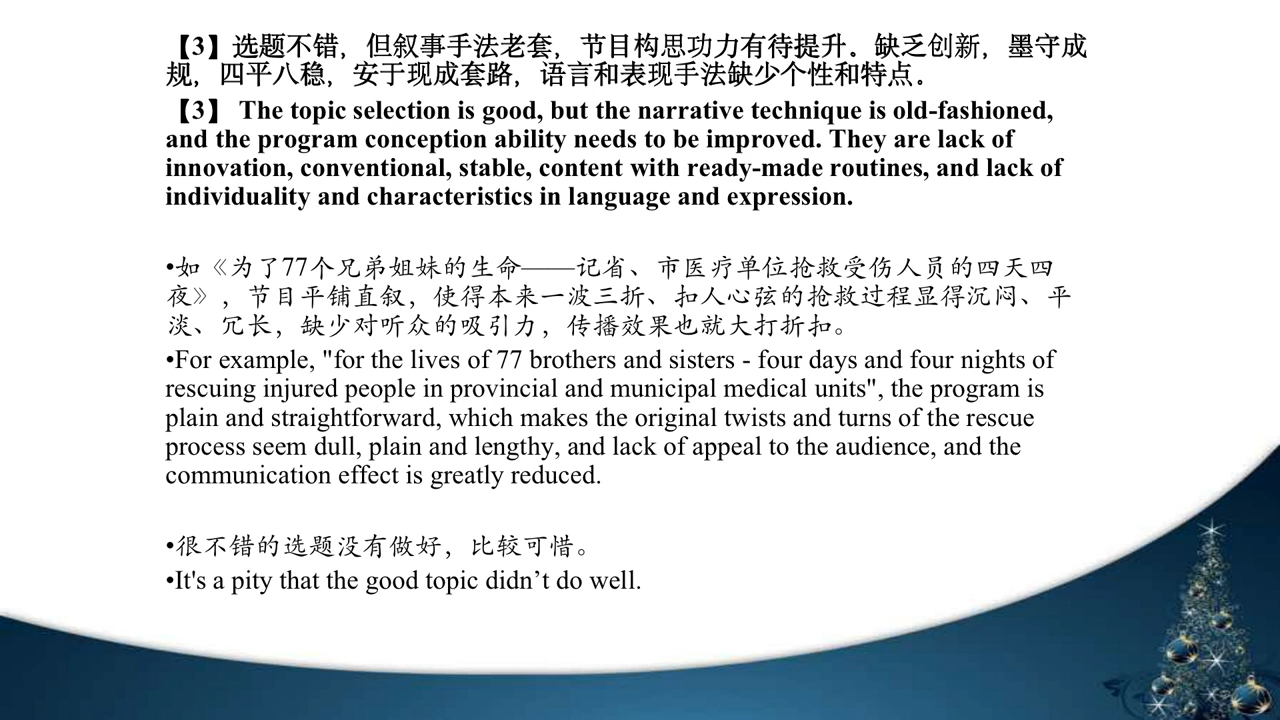 【3】选题不错，但叙事手法老套，节目构思功力有待提升。缺乏创新，墨守成
规，四平八稳，安于现成套路，语言和表现手法缺少个性和特点。
【3】 The topic selection is good, but the narrative technique is old-fashioned,
and the program conception ability needs to be improved. They are lack of
innovation, conventional, stable, content with ready-made routines, and lack of
individuality and characteristics in language and expression.
•如《为了77个兄弟姐妹的生命——记省、市医疗单位抢救受伤人员的四天四
夜》，节目平铺直叙，使得本来一波三折、扣人心弦的抢救过程显得沉闷、平
淡、冗长，缺少对听众的吸引力，传播效果也就大打折扣。
•For example, "for the lives of 77 brothers and sisters - four days and four nights of
rescuing injured people in provincial and municipal medical units", the program is
plain and straightforward, which makes the original twists and turns of the rescue
process seem dull, plain and lengthy, and lack of appeal to the audience, and the
communication effect is greatly reduced.
•很不错的选题没有做好，比较可惜。
•It's a pity that the good topic didn’t do well.